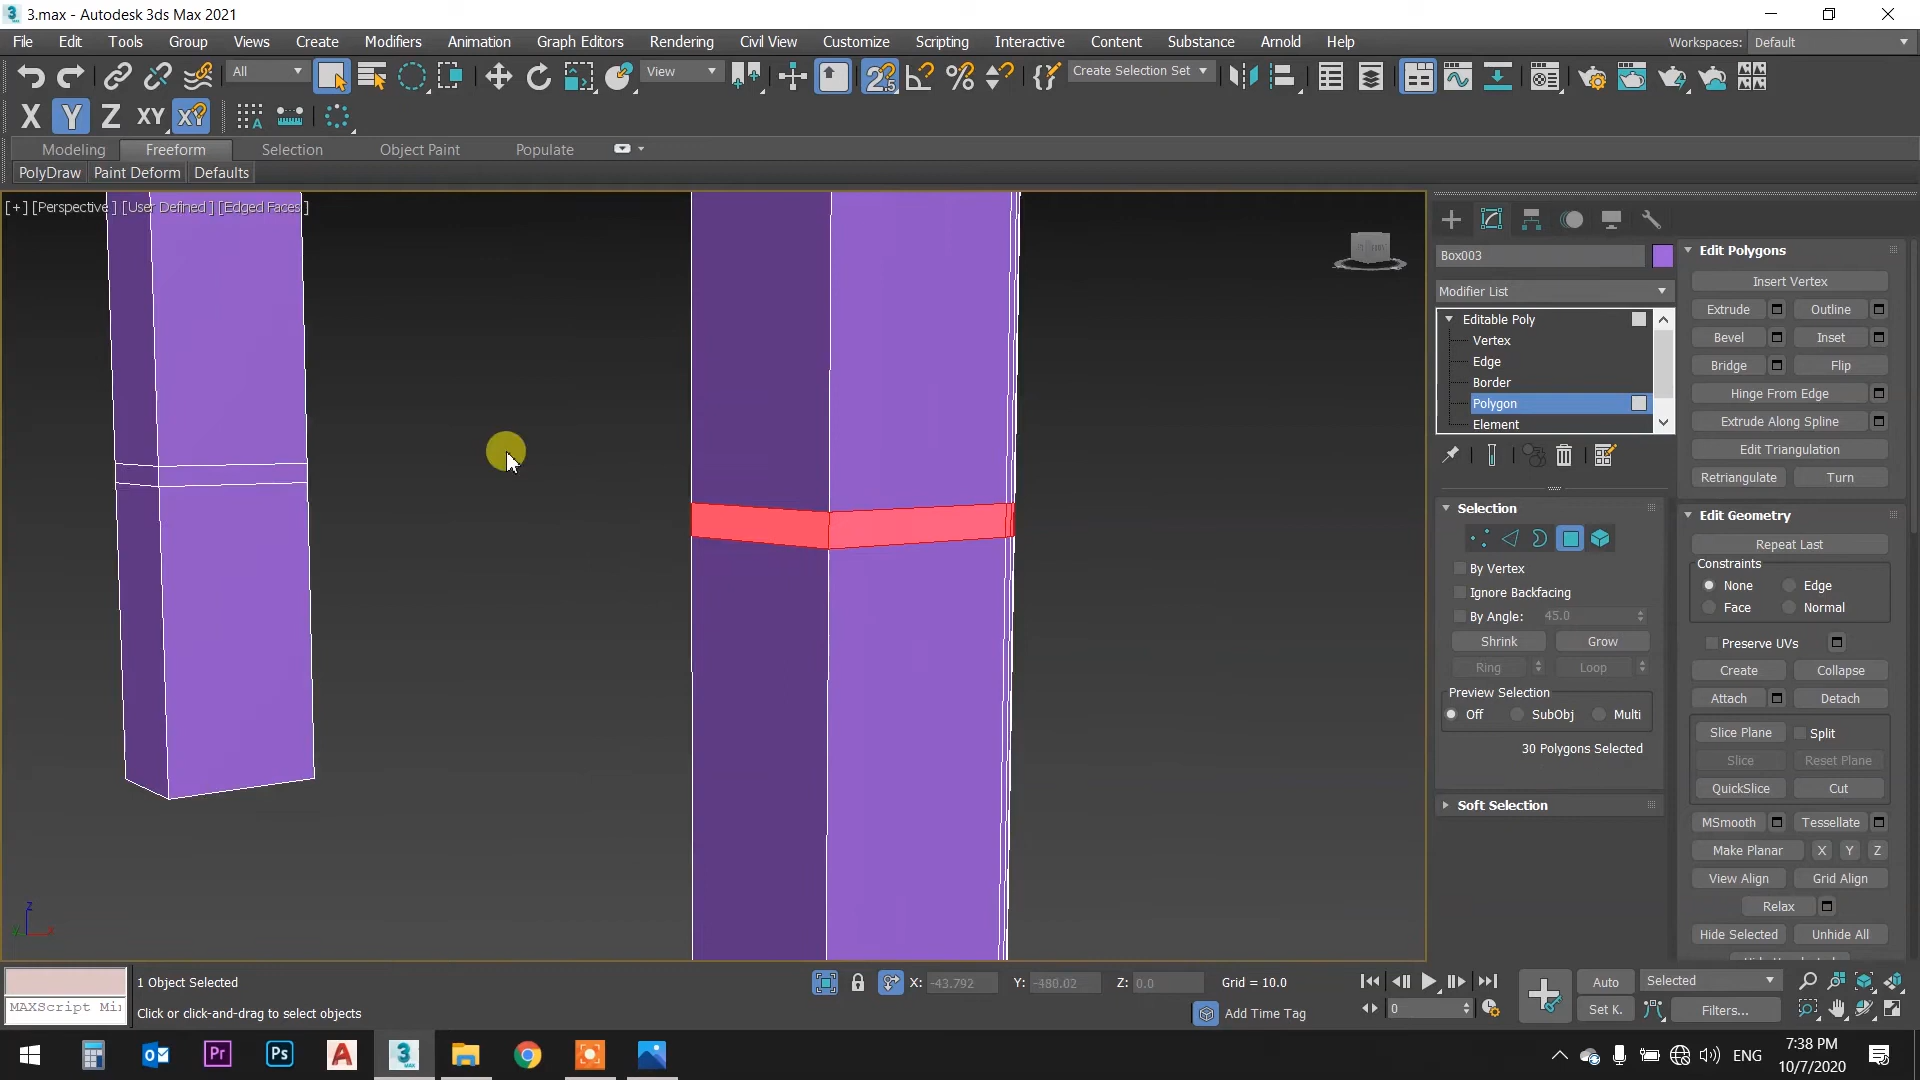 3.max - Autodesk 3ds Max 2021
File Edit Tools Group Views Create Modifiers Animation Graph Editors Rendering Civil View Customize Scripting Interactive Content Substance Arnold Help Workspaces: Default
All View Create Selection Set
X Y Z XY
Modeling Freeform Selection Object Paint Populate
PolyDraw Paint Deform Defaults
[+] [Perspective ] [User Defined ] [Edged Faces ]
Box003
Modifier List
Editable Poly
Vertex
Edge
Border
Polygon
Element
Selection
By Vertex
Ignore Backfacing
By Angle: 45.0
Shrink Grow
Ring Loop
Preview Selection
Off SubObj Multi
30 Polygons Selected
Soft Selection
Edit Polygons
Insert Vertex
Extrude Outline
Bevel Inset
Bridge Flip
Hinge From Edge
Extrude Along Spline
Edit Triangulation
Retriangulate Turn
Edit Geometry
Repeat Last
Constraints
None Edge
Face Normal
Preserve UVs
Create Collapse
Attach Detach
Slice Plane Split
Slice Reset Plane
QuickSlice Cut
MSmooth Tessellate
Make Planar X Y Z
View Align Grid Align
Relax
Hide Selected Unhide All
z
x
1 Object Selected X: -43.792 Y: -480.02 Z: 0.0 Grid = 10.0 Auto Selected
MAXScript Mi Click or click-and-drag to select objects Add Time Tag 0 Set K. Filters...
ENG 7:38 PM
10/7/2020